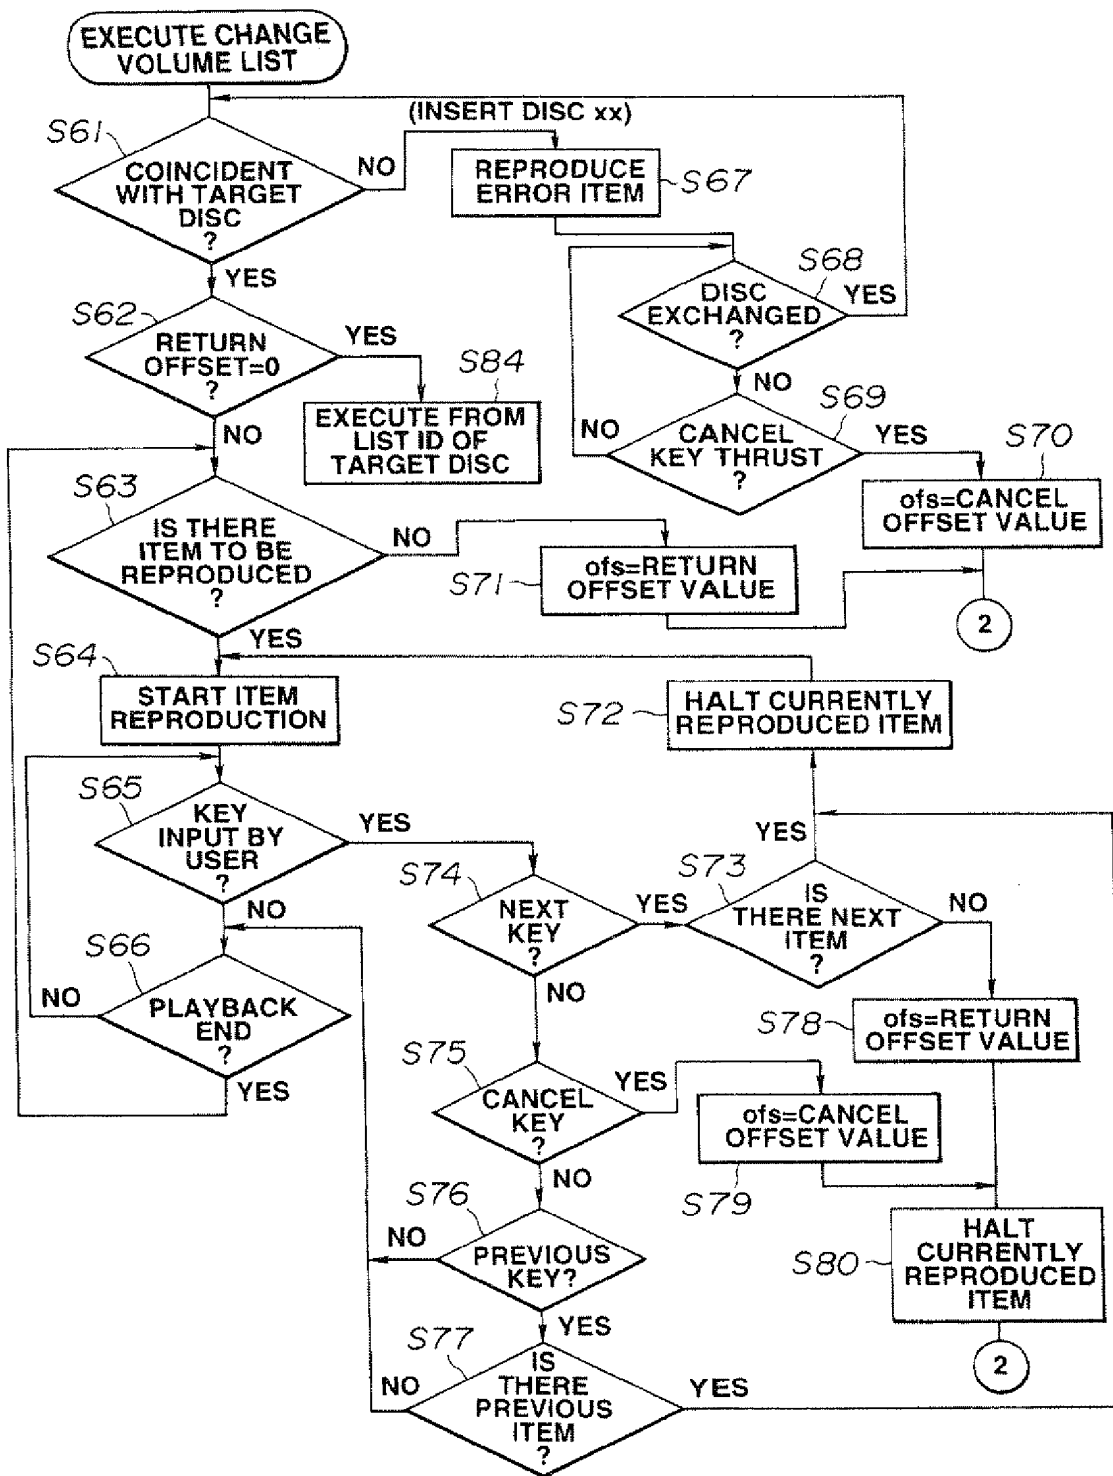 EXECUTE CHANGE
VOLUME LIST
(INSERT DISC xx)
S61
COINCIDENT
WITH TARGET
DISC
?
NO
YES
REPRODUCE
ERROR ITEM
S67
S68
DISC
EXCHANGED
?
YES
NO
S62
RETURN
OFFSET=0
?
YES
NO
S84
EXECUTE FROM
LIST ID OF
TARGET DISC
S69
CANCEL
KEY THRUST
?
NO
YES
S70
ofs=CANCEL
OFFSET VALUE
2
S63
IS THERE
ITEM TO BE
REPRODUCED
?
NO
YES
S71
ofs=RETURN
OFFSET VALUE
S64
START ITEM
REPRODUCTION
S72
HALT CURRENTLY
REPRODUCED ITEM
S65
KEY
INPUT BY
USER
?
YES
NO
S74
NEXT
KEY
?
YES
NO
S73
IS
THERE NEXT
ITEM
?
YES
NO
S66
PLAYBACK
END
?
NO
YES
S78
ofs=RETURN
OFFSET VALUE
S75
CANCEL
KEY
?
YES
NO
ofs=CANCEL
OFFSET VALUE
S79
S76
PREVIOUS
KEY?
NO
YES
S80
HALT
CURRENTLY
REPRODUCED
ITEM
2
S77
IS
THERE
PREVIOUS
ITEM
?
NO
YES